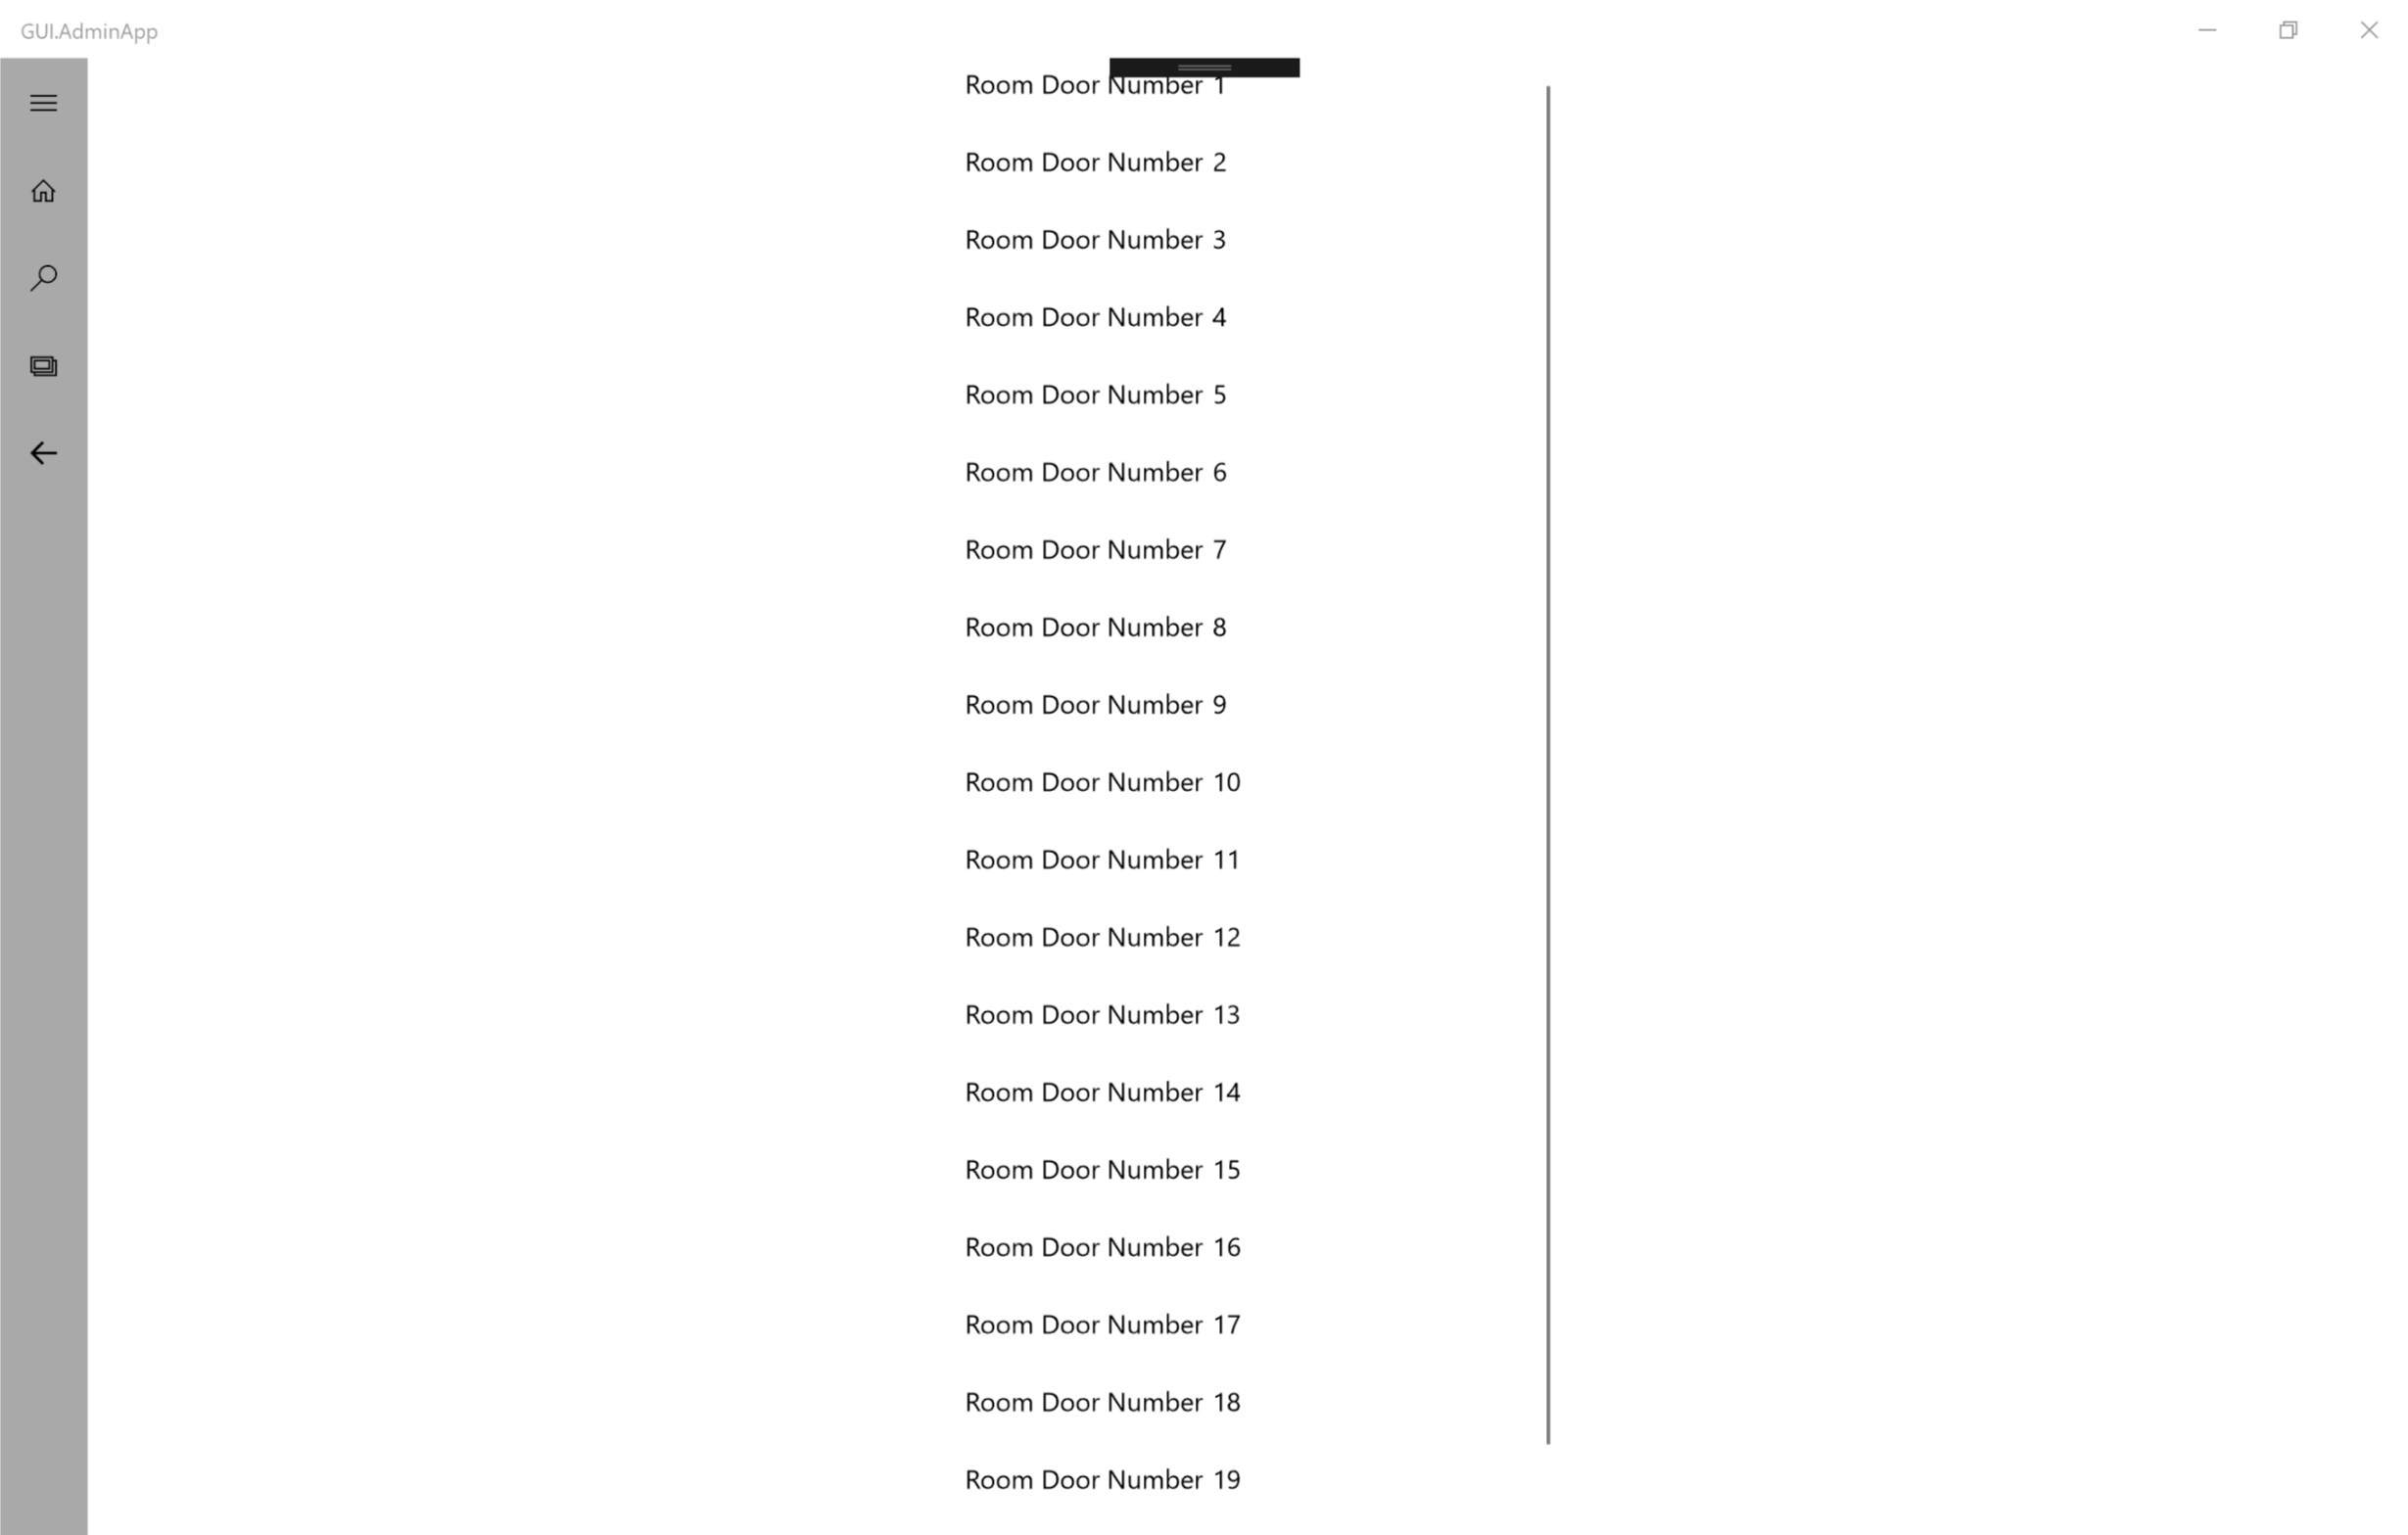 GUI.AdminApp
Room Door Number 1
Room Door Number 2
Room Door Number 3
Room Door Number 4
Room Door Number 5
Room Door Number 6
Room Door Number 7
Room Door Number 8
Room Door Number 9
Room Door Number 10
Room Door Number 11
Room Door Number 12
Room Door Number 13
Room Door Number 14
Room Door Number 15
Room Door Number 16
Room Door Number 17
Room Door Number 18
Room Door Number 19